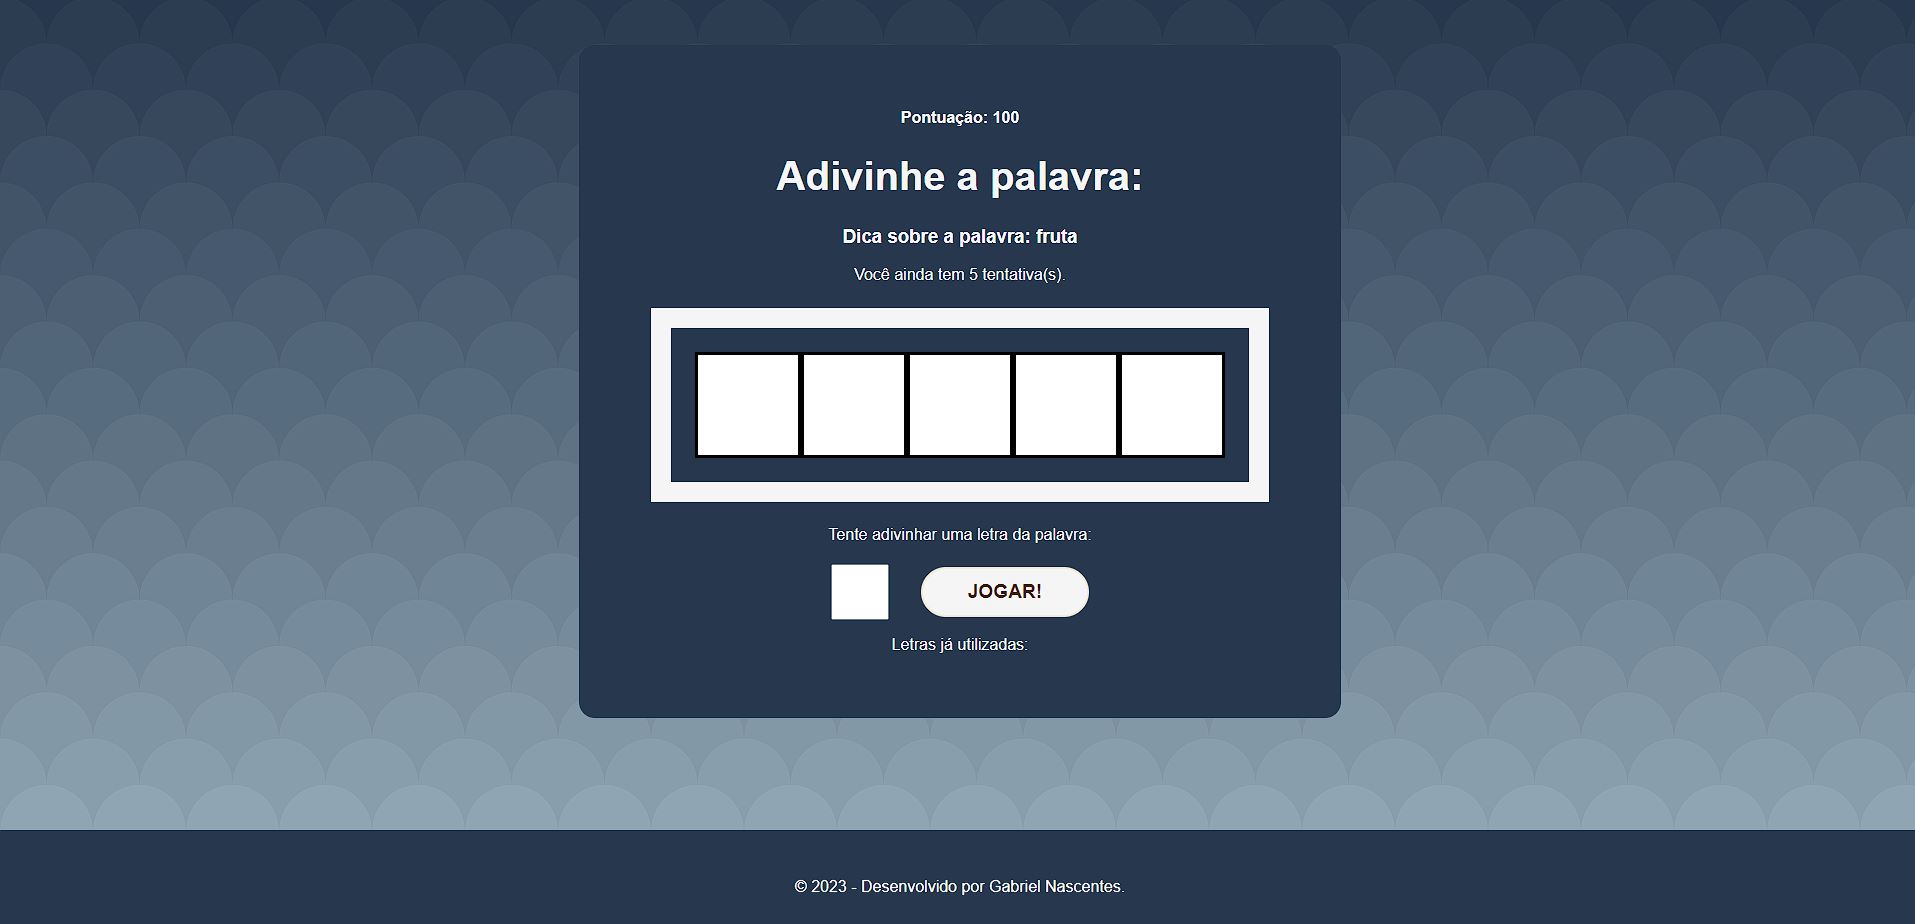 Pontuação: 100
Adivinhe a palavra:
Dica sobre a palavra: fruta
Você ainda tem 5 tentativa(s).
Tente adivinhar uma letra da palavra:
JOGAR!
Letras já utilizadas:
© 2023 - Desenvolvido por Gabriel Nascentes.